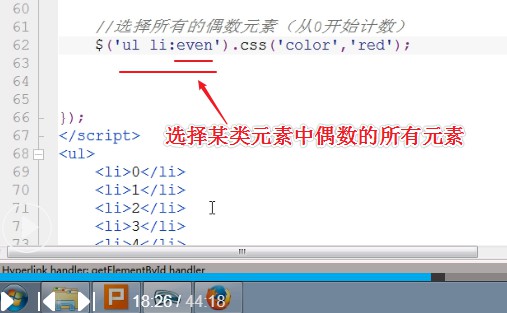 60
61
//选择所有的偶数元素（从0开始计数）
62
$('ul li:even').css('color','red');
63
64
65
选择某类元素中偶数的所有元素
66
});
67
</script>
68
<ul>
69
<li>0</li>
70
<li>1</li>
71
<li>2</li>
72
<li>3</li>
73
<li>4</li>
Hyperlink handler: getElementById handler
18:26 / 44:18